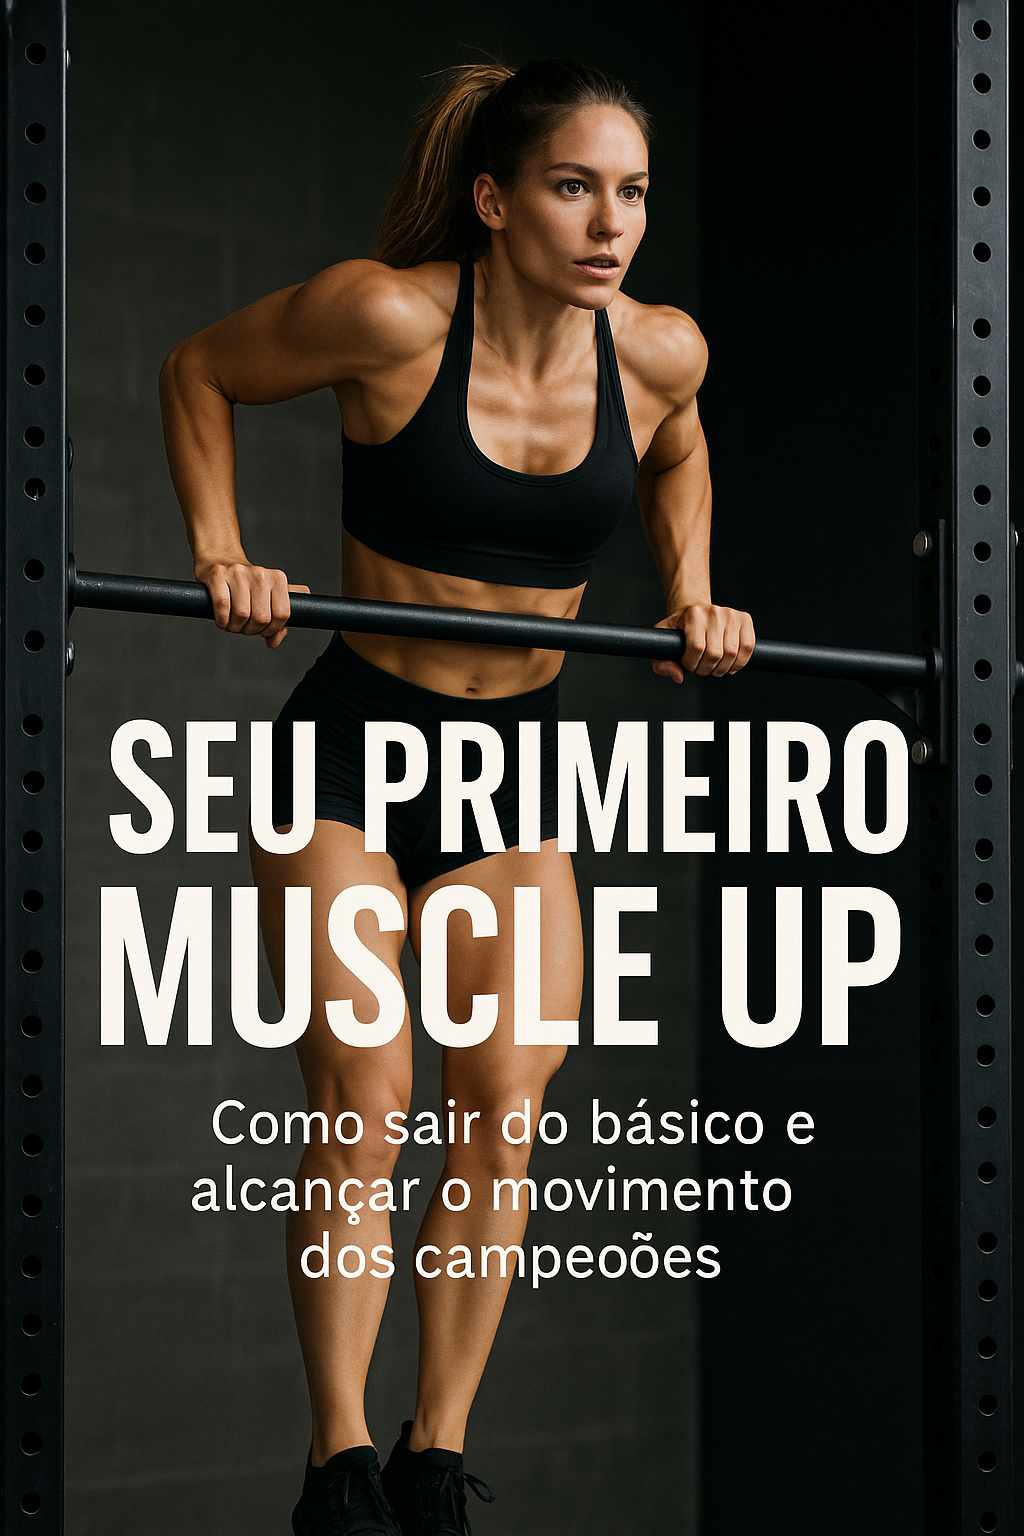 SEU PRIMEIRO
MUSCLE UP
Como sair do básico e
alcançar o movimento
dos campeoões